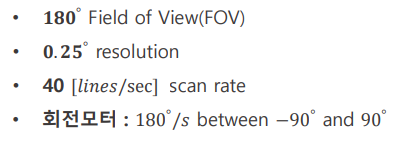 • 180° Field of View(FOV)
• 0.25° resolution
• 40 [lines/sec] scan rate
• 회전모터 : 180°/s between −90° and 90°